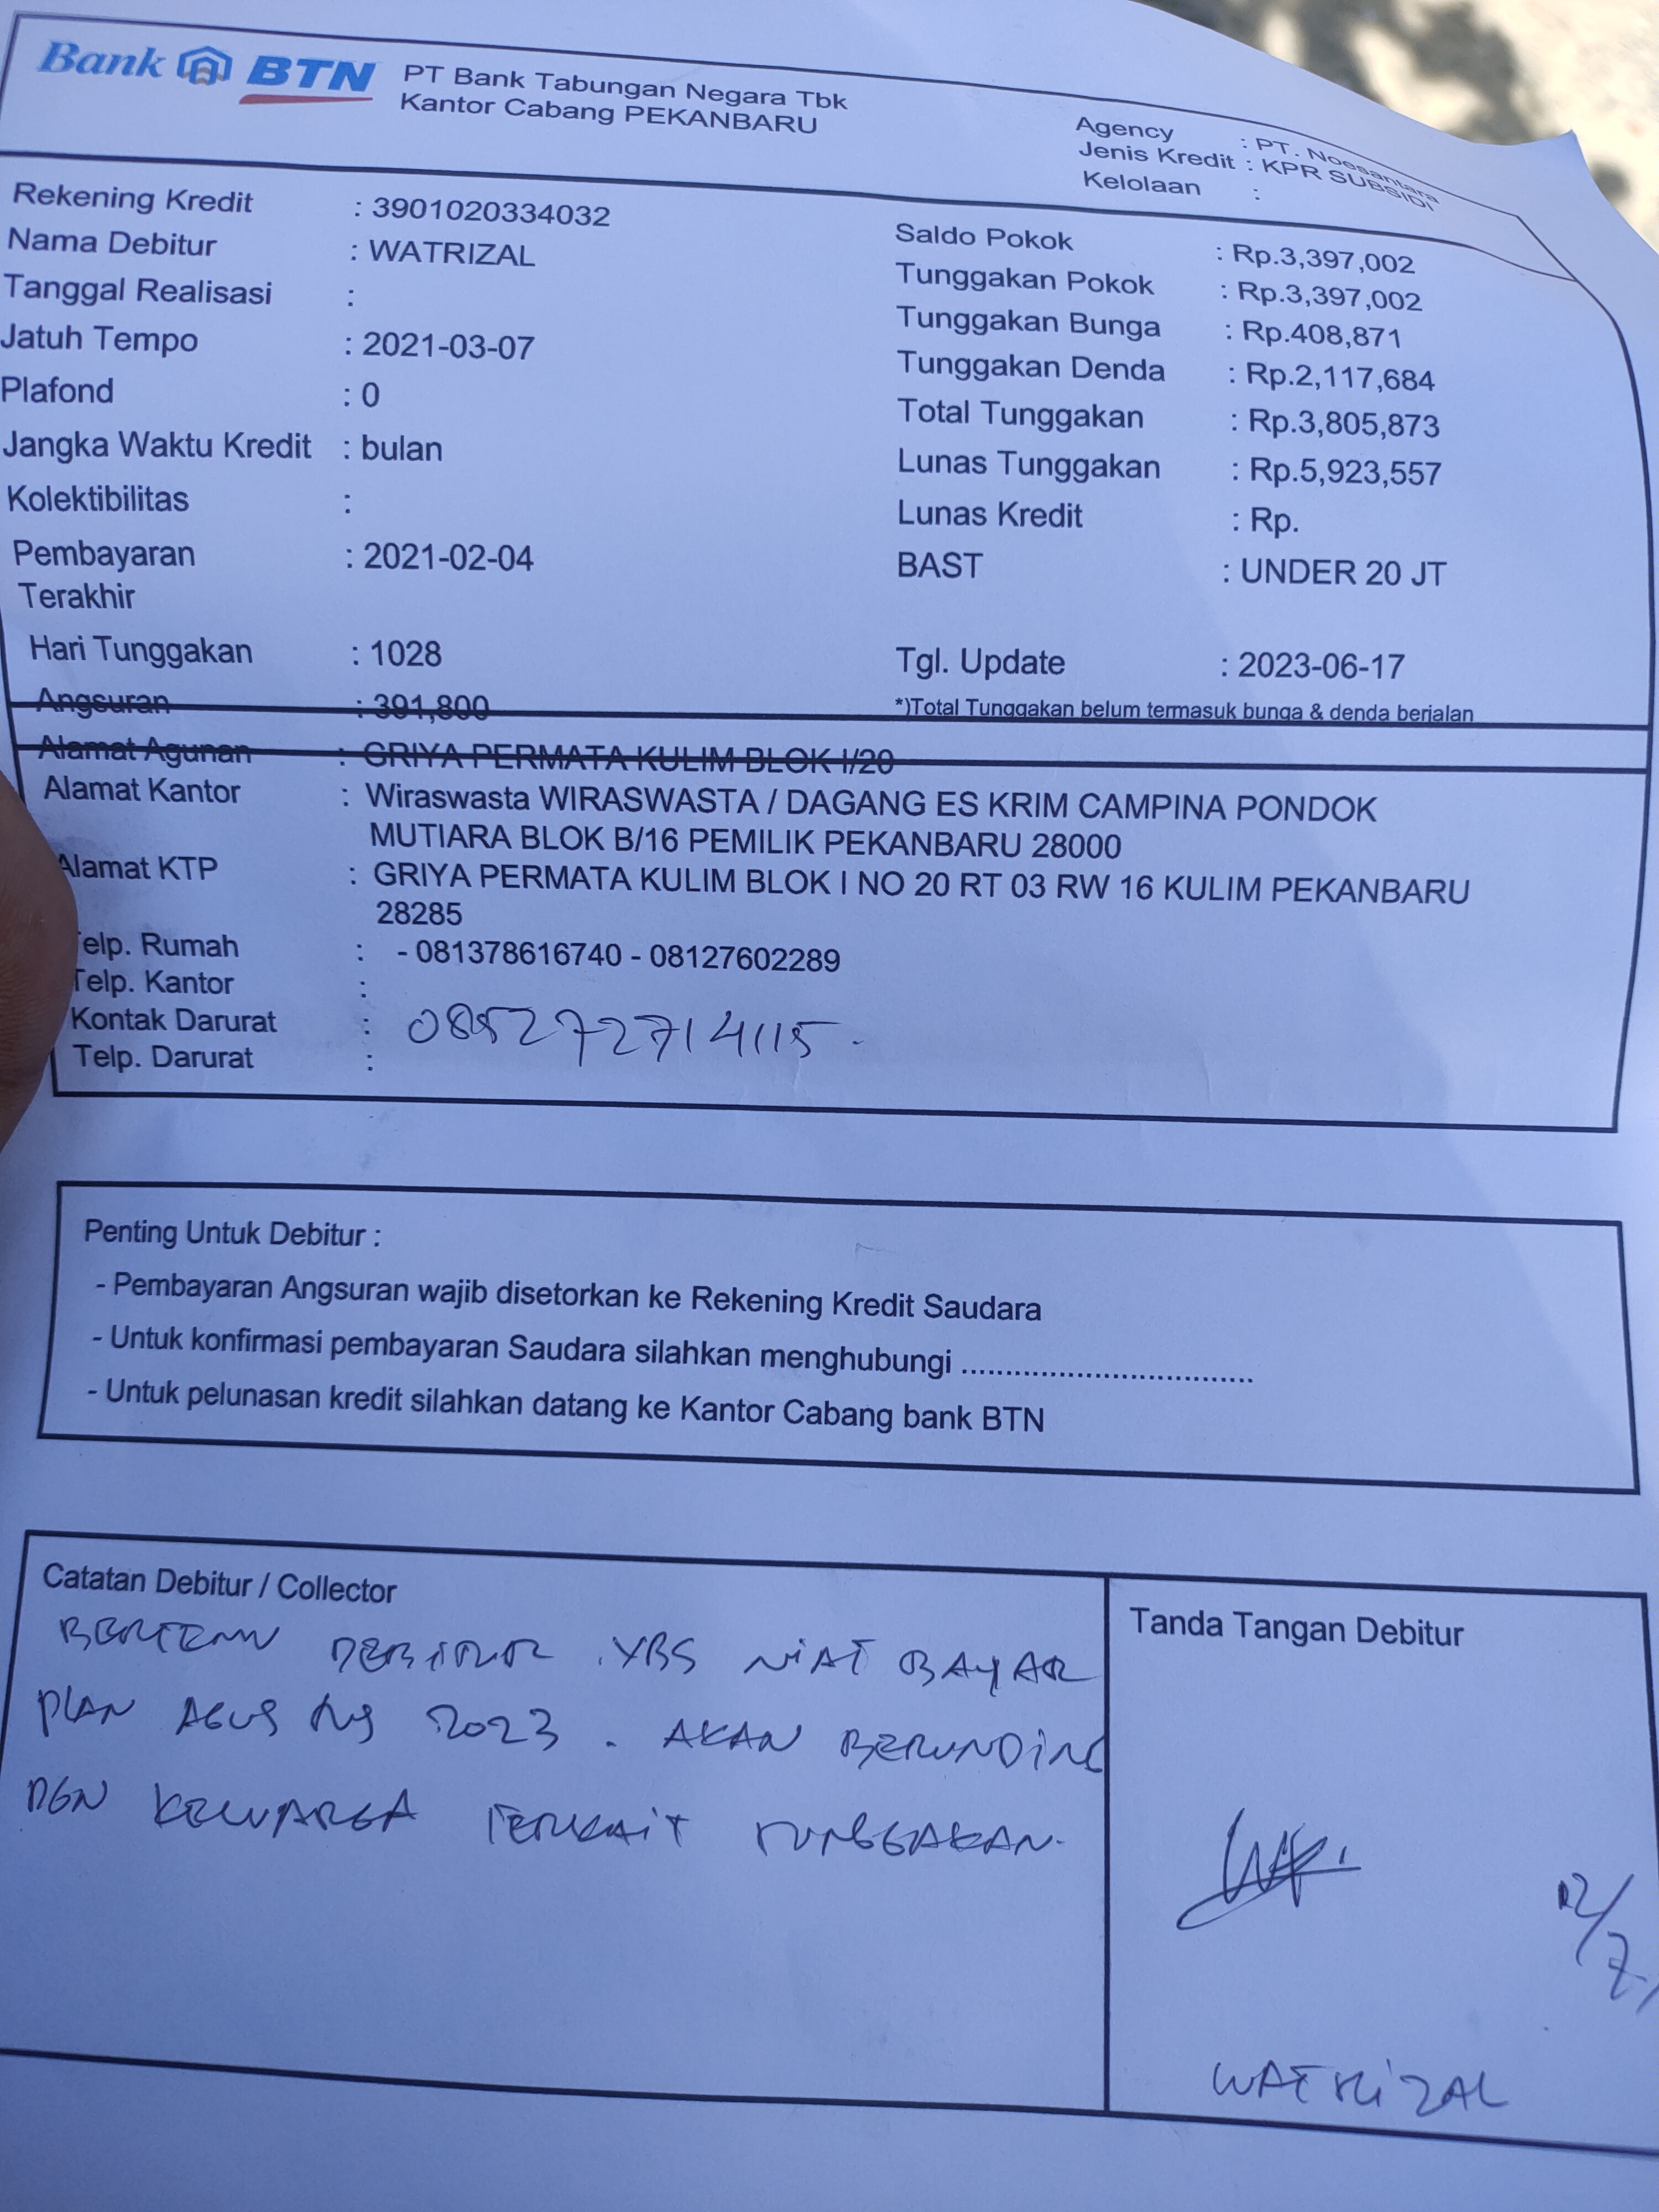 Bank BTN
PT Bank Tabungan Negara Tbk
Kantor Cabang PEKANBARU
Agency : PT. Noesantara
Jenis Kredit : KPR SUBSIDI
Kelolaan :
Rekening Kredit : 3901020334032
Nama Debitur : WATRIZAL
Tanggal Realisasi :
Jatuh Tempo : 2021-03-07
Plafond : 0
Jangka Waktu Kredit : bulan
Kolektibilitas :
Pembayaran : 2021-02-04
Terakhir
Hari Tunggakan : 1028
Angsuran : 391,800
Saldo Pokok : Rp.3,397,002
Tunggakan Pokok : Rp.3,397,002
Tunggakan Bunga : Rp.408,871
Tunggakan Denda : Rp.2,117,684
Total Tunggakan : Rp.3,805,873
Lunas Tunggakan : Rp.5,923,557
Lunas Kredit : Rp.
BAST : UNDER 20 JT
Tgl. Update : 2023-06-17
*)Total Tunggakan belum termasuk bunga & denda berjalan
Alamat Agunan : GRIYA PERMATA KULIM BLOK I/20
Alamat Kantor : Wiraswasta WIRASWASTA / DAGANG ES KRIM CAMPINA PONDOK
MUTIARA BLOK B/16 PEMILIK PEKANBARU 28000
Alamat KTP : GRIYA PERMATA KULIM BLOK I NO 20 RT 03 RW 16 KULIM PEKANBARU
28285
Telp. Rumah : - 081378616740 - 08127602289
Telp. Kantor :
Kontak Darurat : 085272714115.
Telp. Darurat :
Penting Untuk Debitur :
- Pembayaran Angsuran wajib disetorkan ke Rekening Kredit Saudara
- Untuk konfirmasi pembayaran Saudara silahkan menghubungi ................................
- Untuk pelunasan kredit silahkan datang ke Kantor Cabang bank BTN
Catatan Debitur / Collector
BERTEMU DEBITUR . YBS NIAT BAYAR
PLAN AGUSTUS 2023 . AKAN BERUNDING
DGN KELUARGA TERKAIT TUNGGAKAN.
Tanda Tangan Debitur
12/7
WATRIZAL